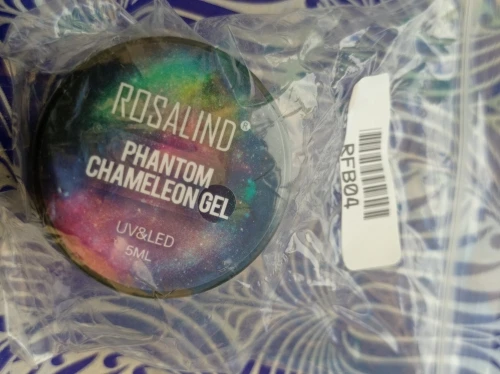 ROSALIND®
PHANTOM
CHAMELEON GEL
UV&LED
5ML
RFB04